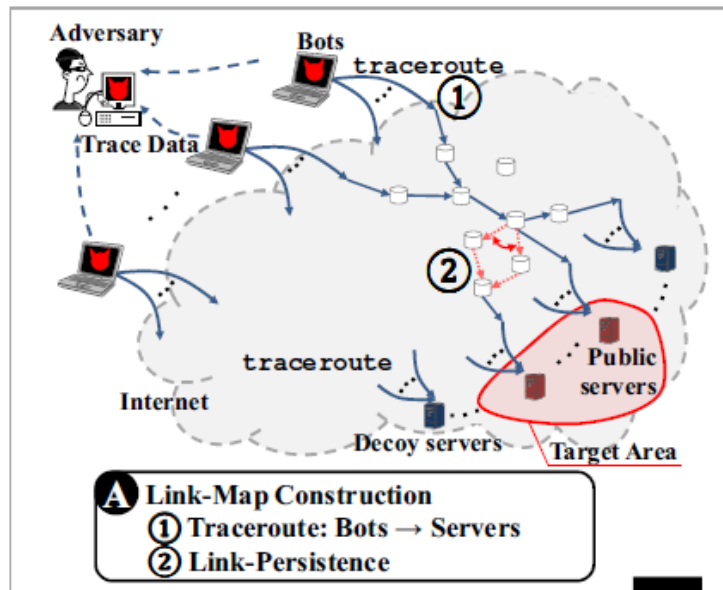 Adversary
Bots
traceroute
①
Trace Data
②
traceroute
Public
servers
Internet
Decoy servers
Target Area
A Link-Map Construction
① Traceroute: Bots → Servers
② Link-Persistence